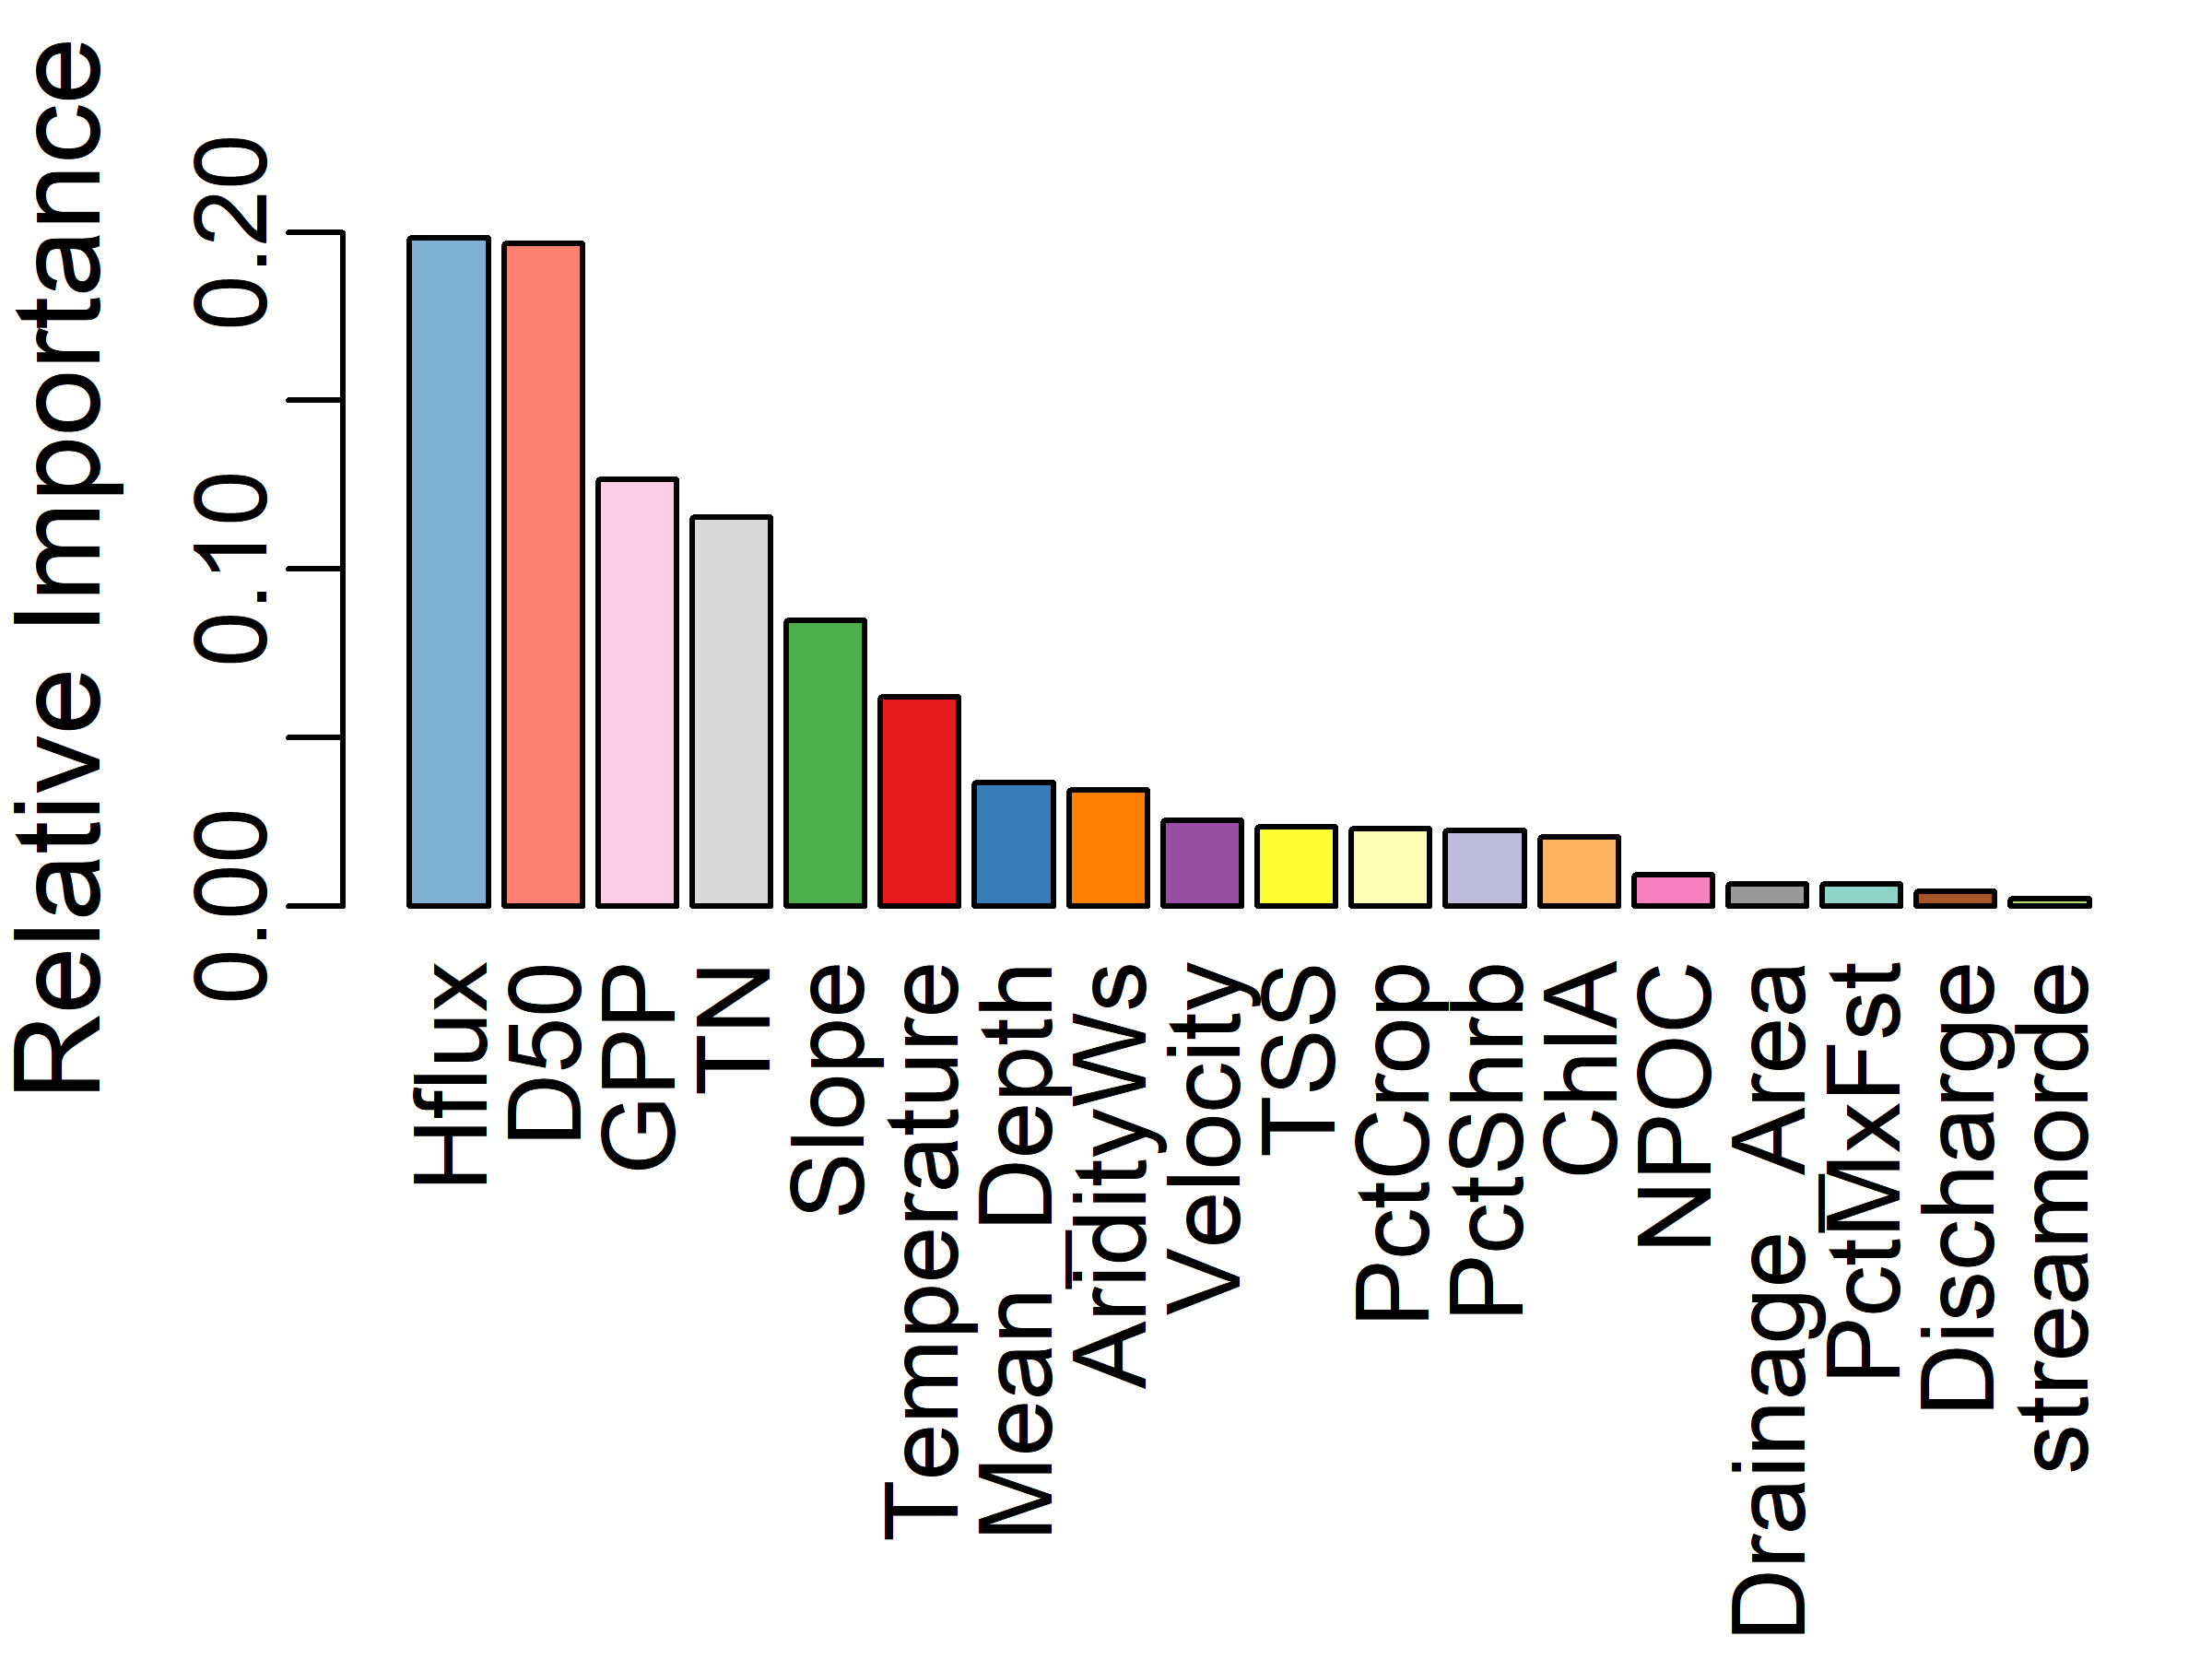 Relative Importance
0.20
0.10
0.00
Hflux
D50
GPP
TN
Slope
Temperature
Mean_Depth
AridityWs
Velocity
TSS
PctCrop
PctShrb
ChlA
NPOC
Drainage_Area
PctMxFst
Discharge
streamorde